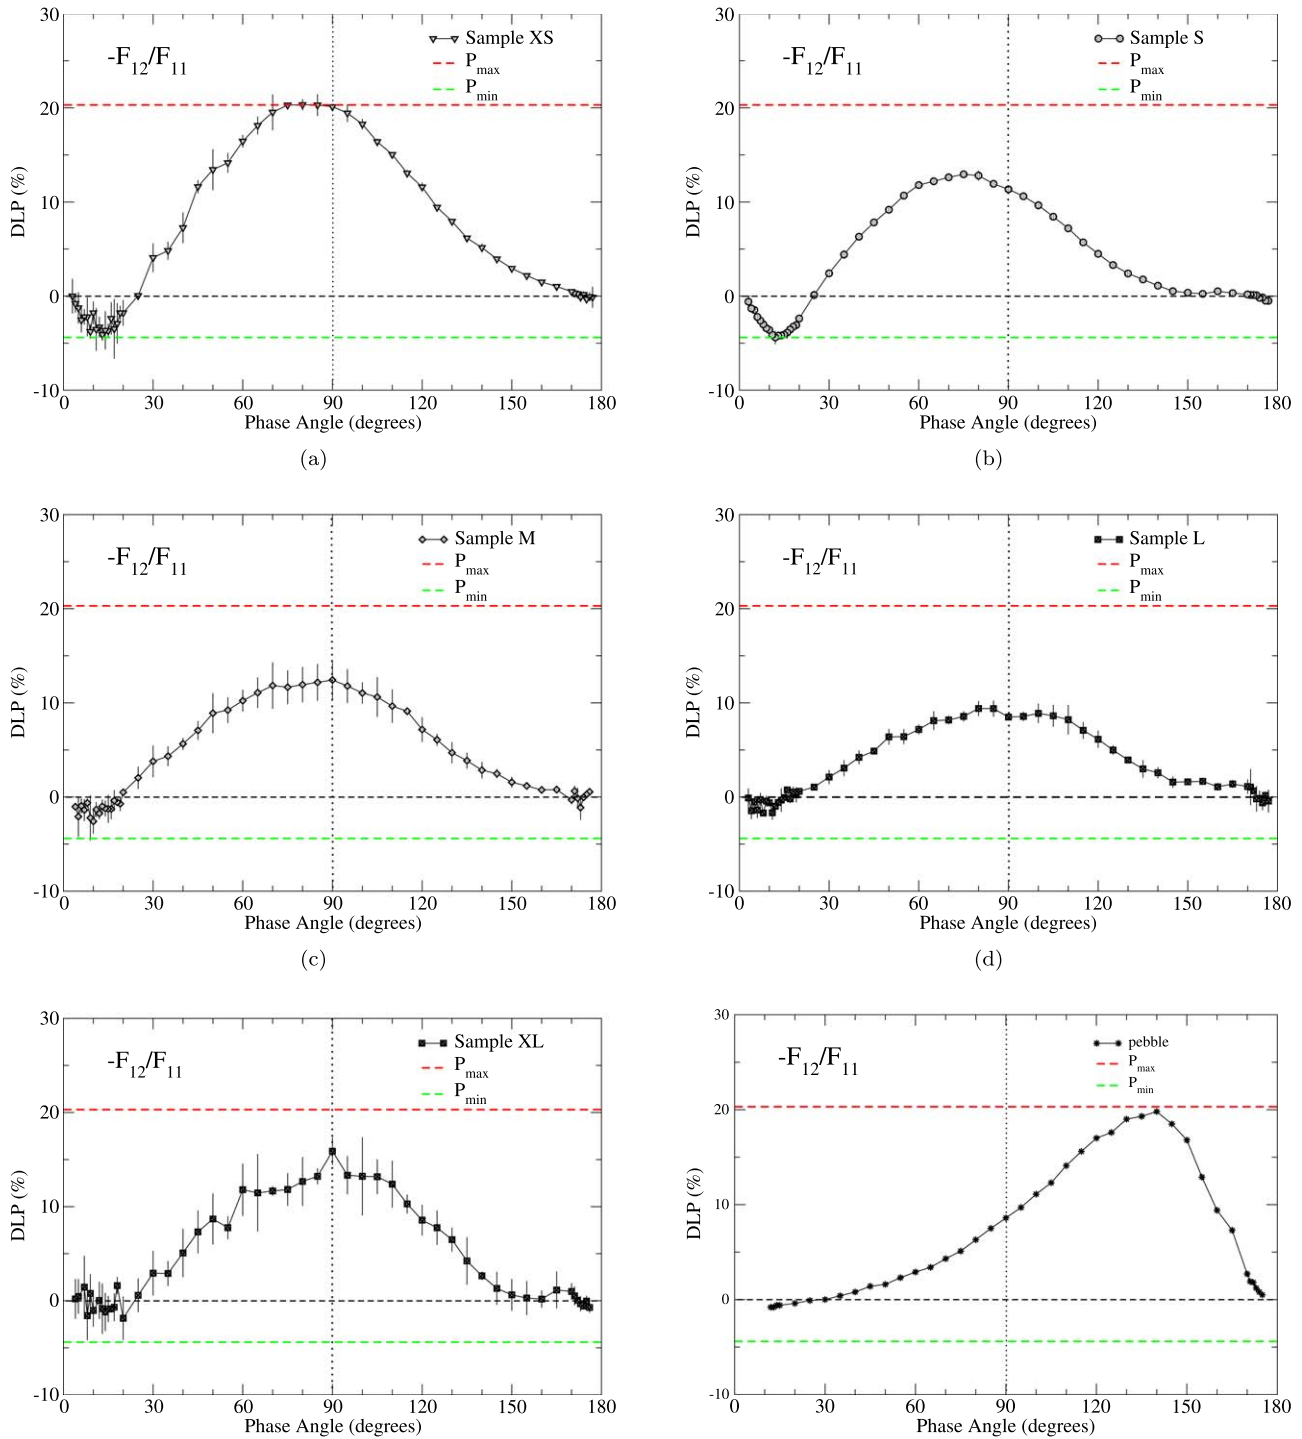 30
20
10
0
-10
DLP (%)
-F12/F11
Sample XS
Pmax
Pmin
0 30 60 90 120 150 180
Phase Angle (degrees)
(a)
30
20
10
0
-10
DLP (%)
-F12/F11
Sample S
Pmax
Pmin
0 30 60 90 120 150 180
Phase Angle (degrees)
(b)
30
20
10
0
-10
DLP (%)
-F12/F11
Sample M
Pmax
Pmin
0 30 60 90 120 150 180
Phase Angle (degrees)
(c)
30
20
10
0
-10
DLP (%)
-F12/F11
Sample L
Pmax
Pmin
0 30 60 90 120 150 180
Phase Angle (degrees)
(d)
30
20
10
0
-10
DLP (%)
-F12/F11
Sample XL
Pmax
Pmin
0 30 60 90 120 150 180
Phase Angle (degrees)
30
20
10
0
-10
DLP (%)
-F12/F11
pebble
Pmax
Pmin
0 30 60 90 120 150 180
Phase Angle (degrees)